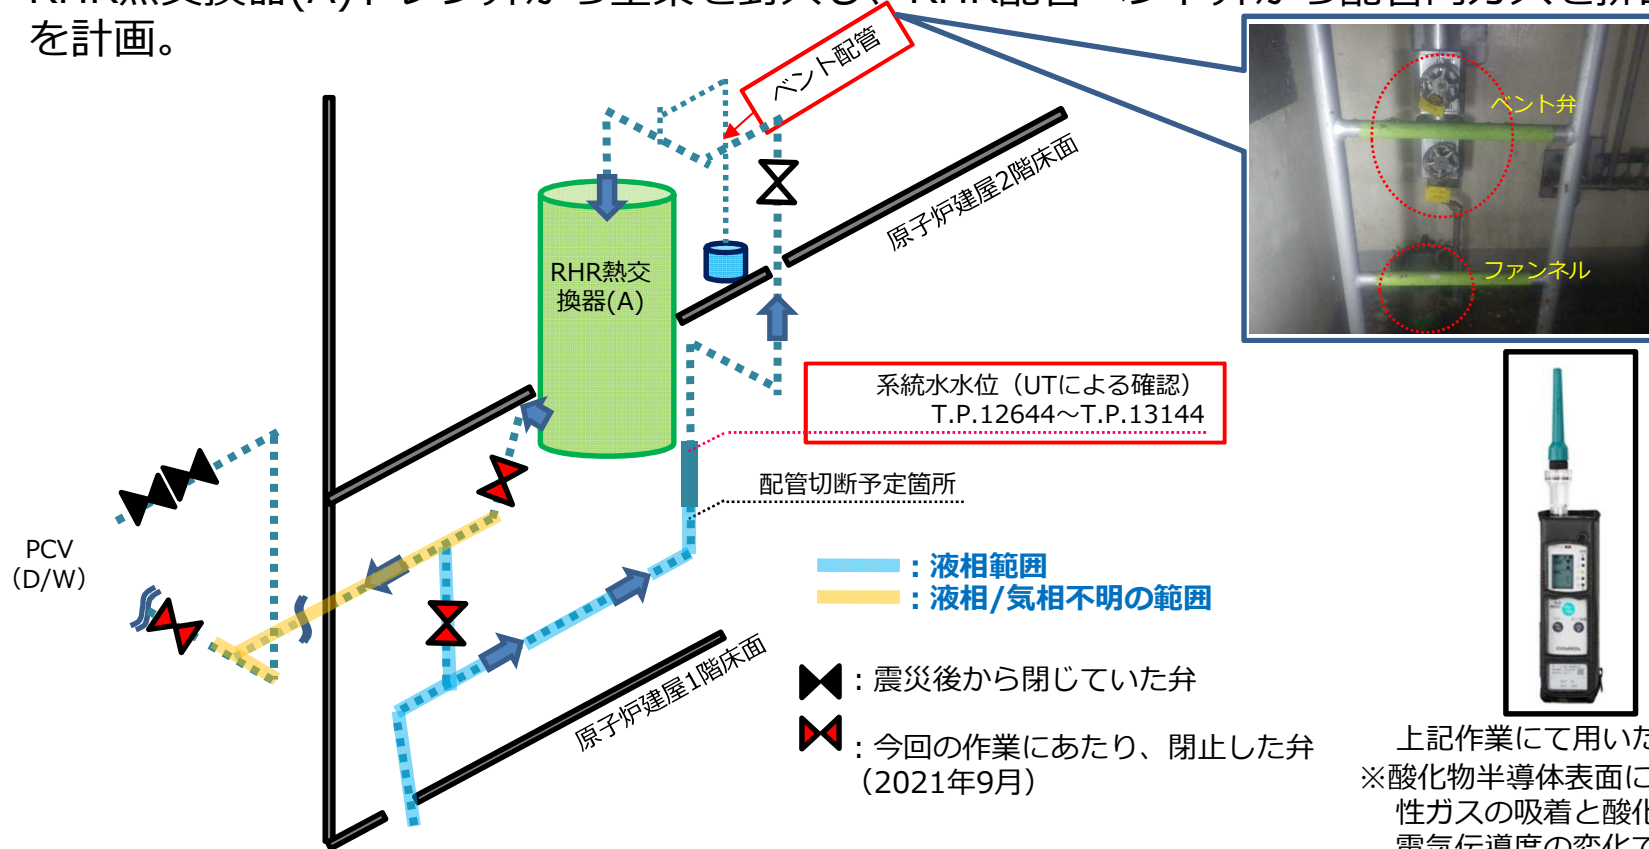 を計画。
ベント配管
ベント弁
ファンネル
原子炉建屋2階床面
RHR熱交
換器(A)
系統水水位（UTによる確認）
T.P.12644～T.P.13144
配管切断予定箇所
PCV
（D/W）
：液相範囲
：液相/気相不明の範囲
原子炉建屋1階床面
：震災後から閉じていた弁
：今回の作業にあたり、閉止した弁
（2021年9月）
上記作業にて用いた
※酸化物半導体表面に
性ガスの吸着と酸化